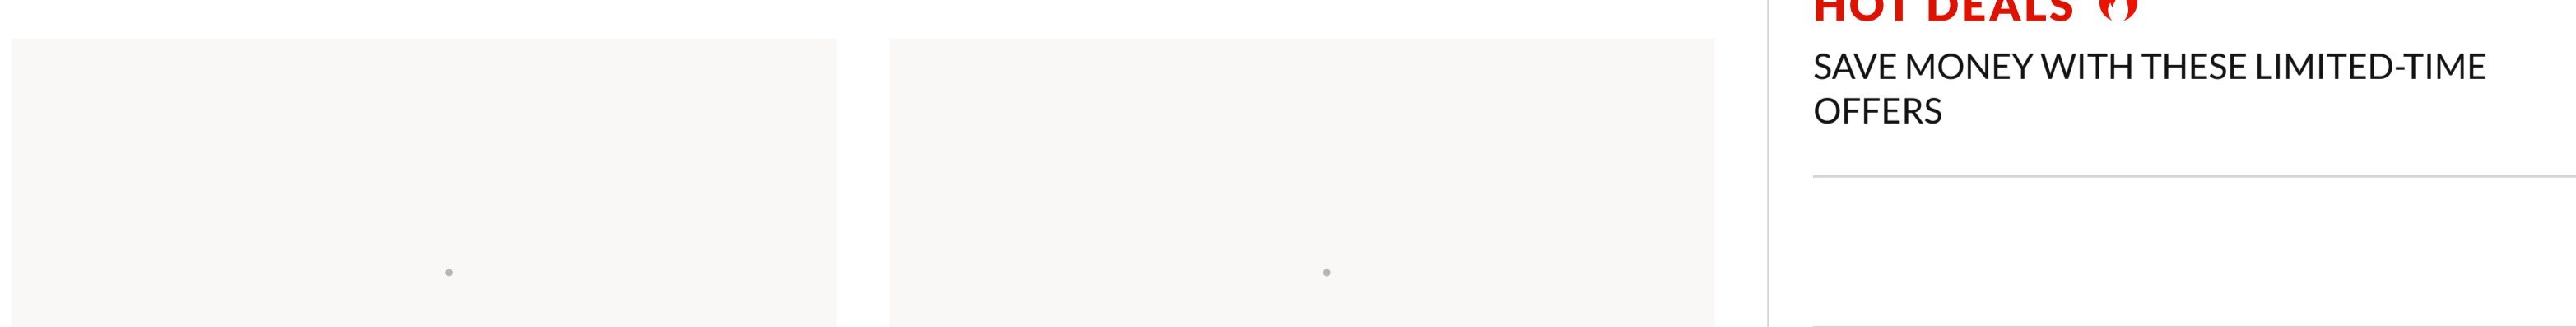 HOT DEALS
SAVE MONEY WITH THESE LIMITED-TIME
OFFERS